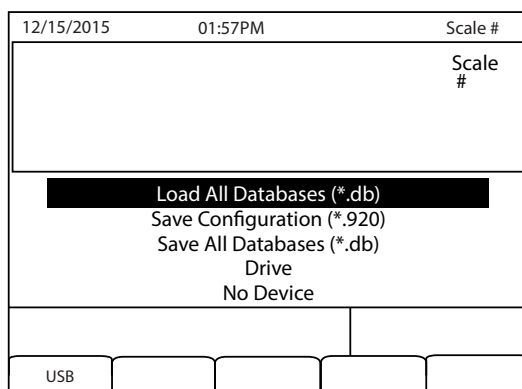 12/15/2015 01:57PM Scale #
Scale
#
Load All Databases (*.db)
Save Configuration (*.920)
Save All Databases (*.db)
Drive
No Device
USB